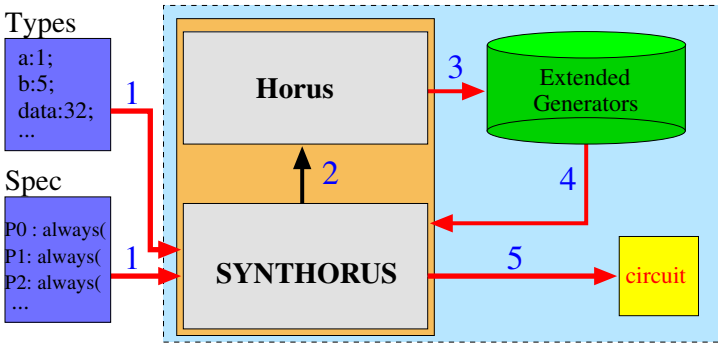 Types
a:1;
b:5;
data:32;
...
1
Spec
P0 : always(
P1: always(
P2: always(
...
1
Horus
2
SYNTHORUS
3
Extended
Generators
4
5
circuit